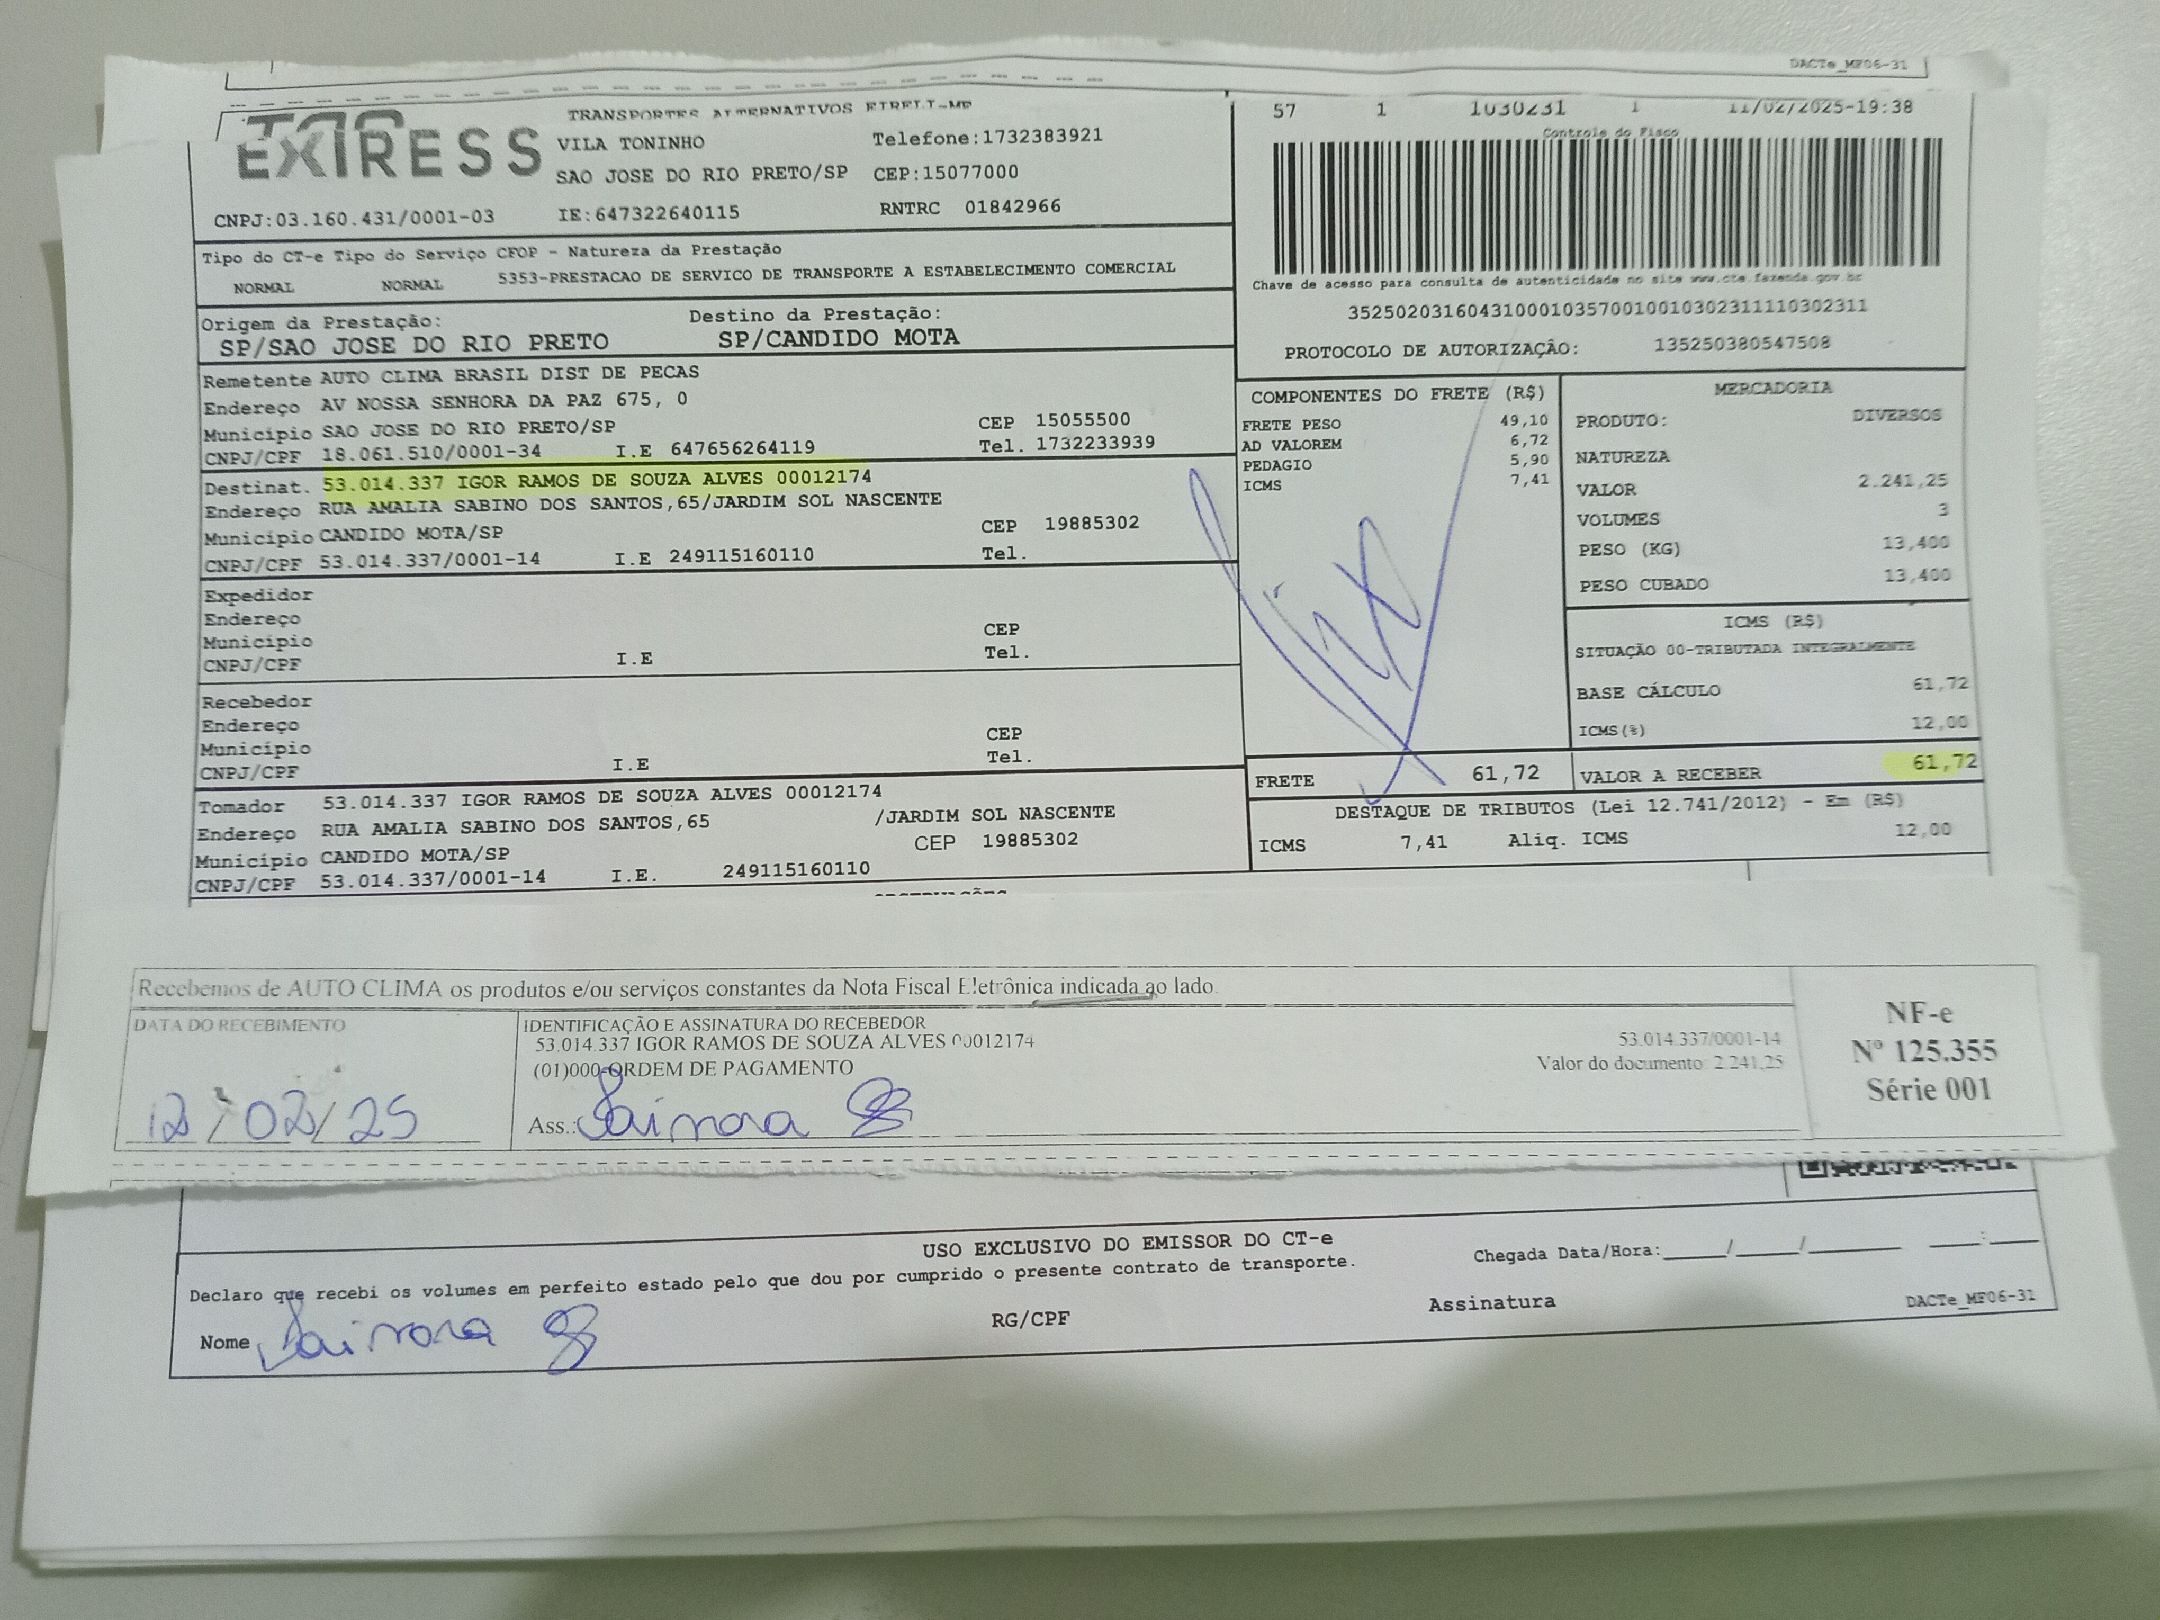 DACTe_MF06-31
EXPRESS
TRANSPORTES ALTERNATIVOS EIRELI-ME
VILA TONINHO Telefone:1732383921
SAO JOSE DO RIO PRETO/SP CEP:15077000
CNPJ:03.160.431/0001-03 IE:647322640115 RNTRC 01842966
57 1 1030231 1 11/02/2025-19:38
Controle do Fisco
Chave de acesso para consulta de autenticidade no site www.cte.fazenda.gov.br
35250203160431000103570010010302311110302311
PROTOCOLO DE AUTORIZAÇÃO: 135250380547508
Tipo do CT-e Tipo do Serviço CFOP - Natureza da Prestação
NORMAL NORMAL 5353-PRESTACAO DE SERVICO DE TRANSPORTE A ESTABELECIMENTO COMERCIAL
Origem da Prestação: Destino da Prestação:
SP/SAO JOSE DO RIO PRETO SP/CANDIDO MOTA
Remetente AUTO CLIMA BRASIL DIST DE PECAS
Endereço AV NOSSA SENHORA DA PAZ 675, 0
Município SAO JOSE DO RIO PRETO/SP CEP 15055500
CNPJ/CPF 18.061.510/0001-34 I.E 647656264119 Tel. 1732233939
Destinat. 53.014.337 IGOR RAMOS DE SOUZA ALVES 00012174
Endereço RUA AMALIA SABINO DOS SANTOS,65/JARDIM SOL NASCENTE
Município CANDIDO MOTA/SP CEP 19885302
CNPJ/CPF 53.014.337/0001-14 I.E 249115160110 Tel.
Expedidor
Endereço
Município CEP
CNPJ/CPF I.E Tel.
Recebedor
Endereço
Município CEP
CNPJ/CPF I.E Tel.
Tomador 53.014.337 IGOR RAMOS DE SOUZA ALVES 00012174
Endereço RUA AMALIA SABINO DOS SANTOS,65 /JARDIM SOL NASCENTE
Município CANDIDO MOTA/SP CEP 19885302
CNPJ/CPF 53.014.337/0001-14 I.E. 249115160110
COMPONENTES DO FRETE (R$)
FRETE PESO 49,10
AD VALOREM 6,72
PEDAGIO 5,90
ICMS 7,41
MERCADORIA
PRODUTO: DIVERSOS
NATUREZA
VALOR 2.241,25
VOLUMES 3
PESO (KG) 13,400
PESO CUBADO 13,400
ICMS (R$)
SITUAÇÃO 00-TRIBUTADA INTEGRALMENTE
BASE CÁLCULO 61,72
ICMS(%) 12,00
FRETE 61,72 VALOR A RECEBER 61,72
DESTAQUE DE TRIBUTOS (Lei 12.741/2012) - Em (R$)
ICMS 7,41 Aliq. ICMS 12,00
Recebemos de AUTO CLIMA os produtos e/ou serviços constantes da Nota Fiscal Eletrônica indicada ao lado.
DATA DO RECEBIMENTO
12/02/25
IDENTIFICAÇÃO E ASSINATURA DO RECEBEDOR
53.014.337 IGOR RAMOS DE SOUZA ALVES 00012174 53.014.337/0001-14
(01)000-ORDEM DE PAGAMENTO Valor do documento 2.241,25
Ass.: Sainora
NF-e
Nº 125.355
Série 001
USO EXCLUSIVO DO EMISSOR DO CT-e
Declaro que recebi os volumes em perfeito estado pelo que dou por cumprido o presente contrato de transporte.
Chegada Data/Hora:____/____/______ ___:___
Nome Sainora RG/CPF Assinatura
DACTe_MF06-31